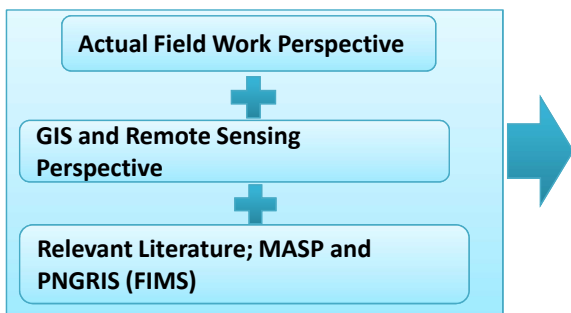 Actual Field Work Perspective
GIS and Remote Sensing
Perspective
Relevant Literature; MASP and
PNGRIS (FIMS)